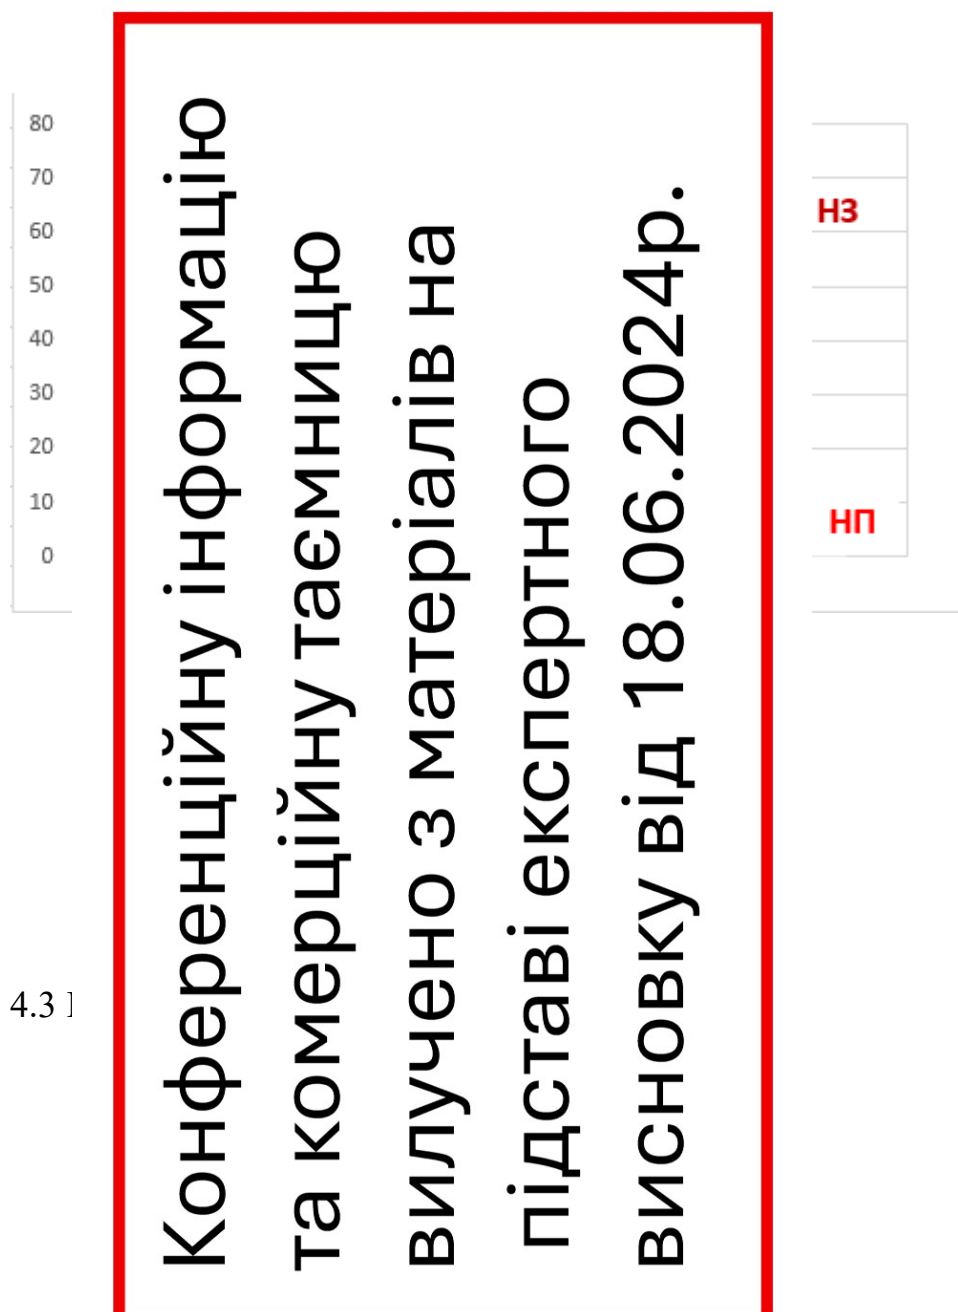 80
70
60
50
40
30
20
10
0
НЗ
НП
Конференційну інформацію
та комерційну таємницю
вилучено з матеріалів на
підставі експертного
висновку від 18.06.2024р.
4.3